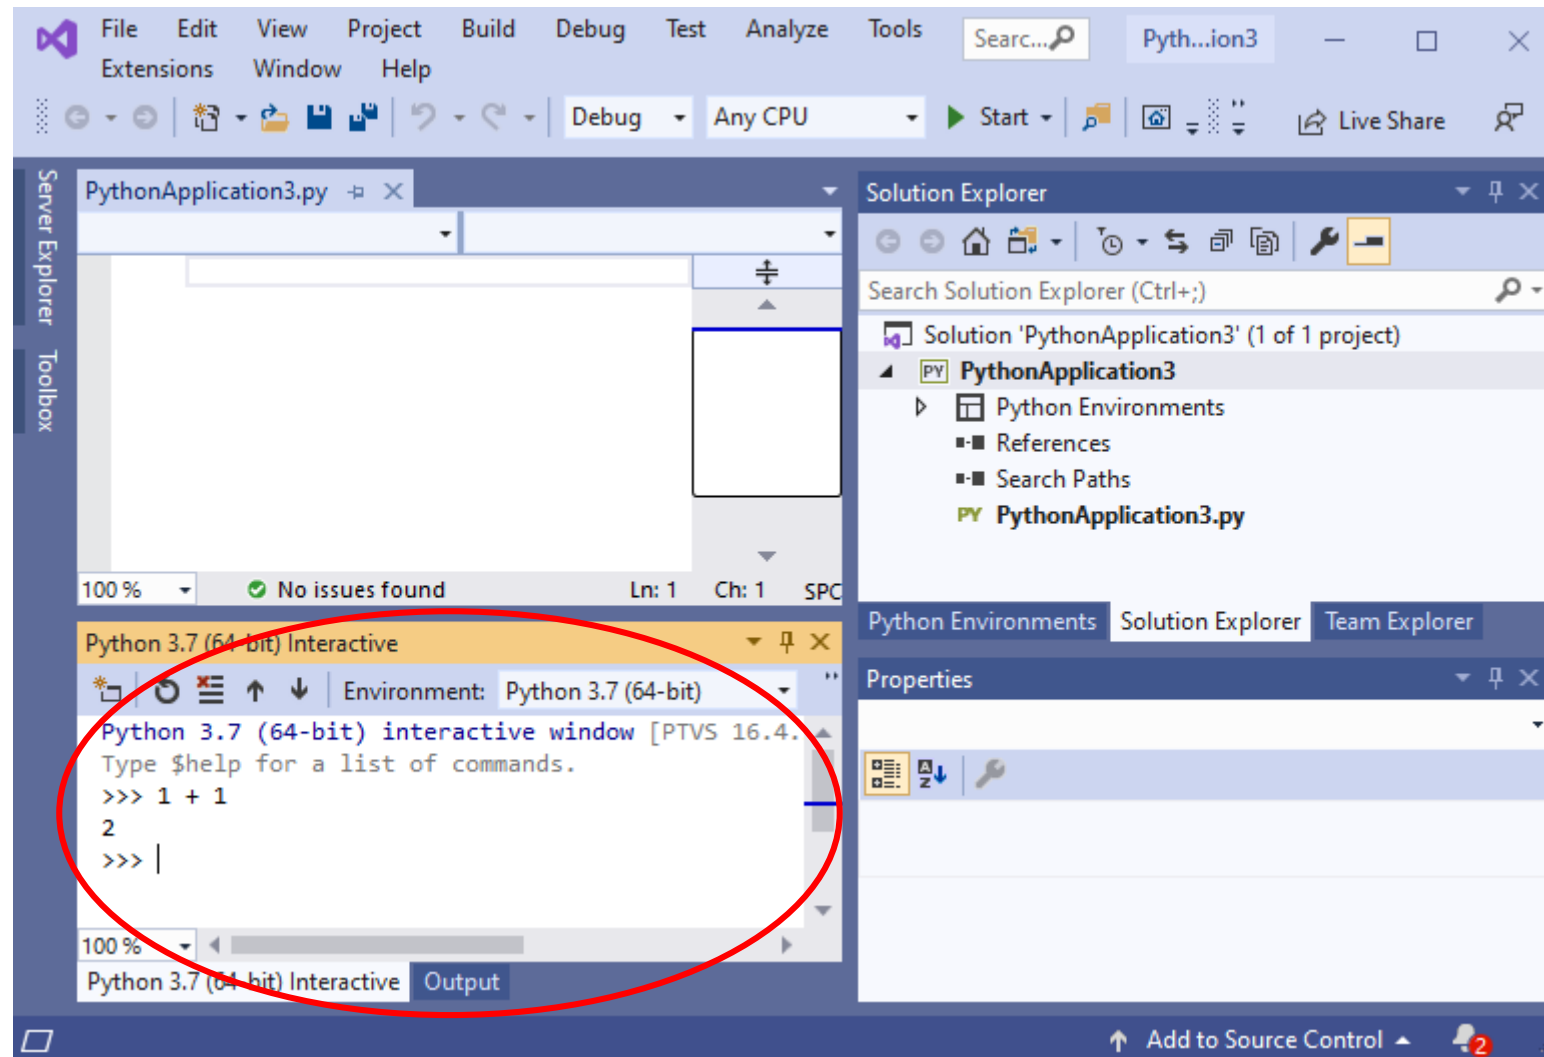 File Edit View Project Build Debug Test Analyze Tools Searc... Pyth...ion3
Extensions Window Help
Debug Any CPU Start Live Share
Server Explorer
Toolbox
PythonApplication3.py
100 % No issues found Ln: 1 Ch: 1 SPC
Python 3.7 (64-bit) Interactive
Environment: Python 3.7 (64-bit)
Python 3.7 (64-bit) interactive window [PTVS 16.4.
Type $help for a list of commands.
>>> 1 + 1
2
>>>
100 %
Python 3.7 (64-bit) Interactive Output
Solution Explorer
Search Solution Explorer (Ctrl+;)
Solution 'PythonApplication3' (1 of 1 project)
PY PythonApplication3
Python Environments
References
Search Paths
PY PythonApplication3.py
Python Environments Solution Explorer Team Explorer
Properties
AZ
Add to Source Control 2